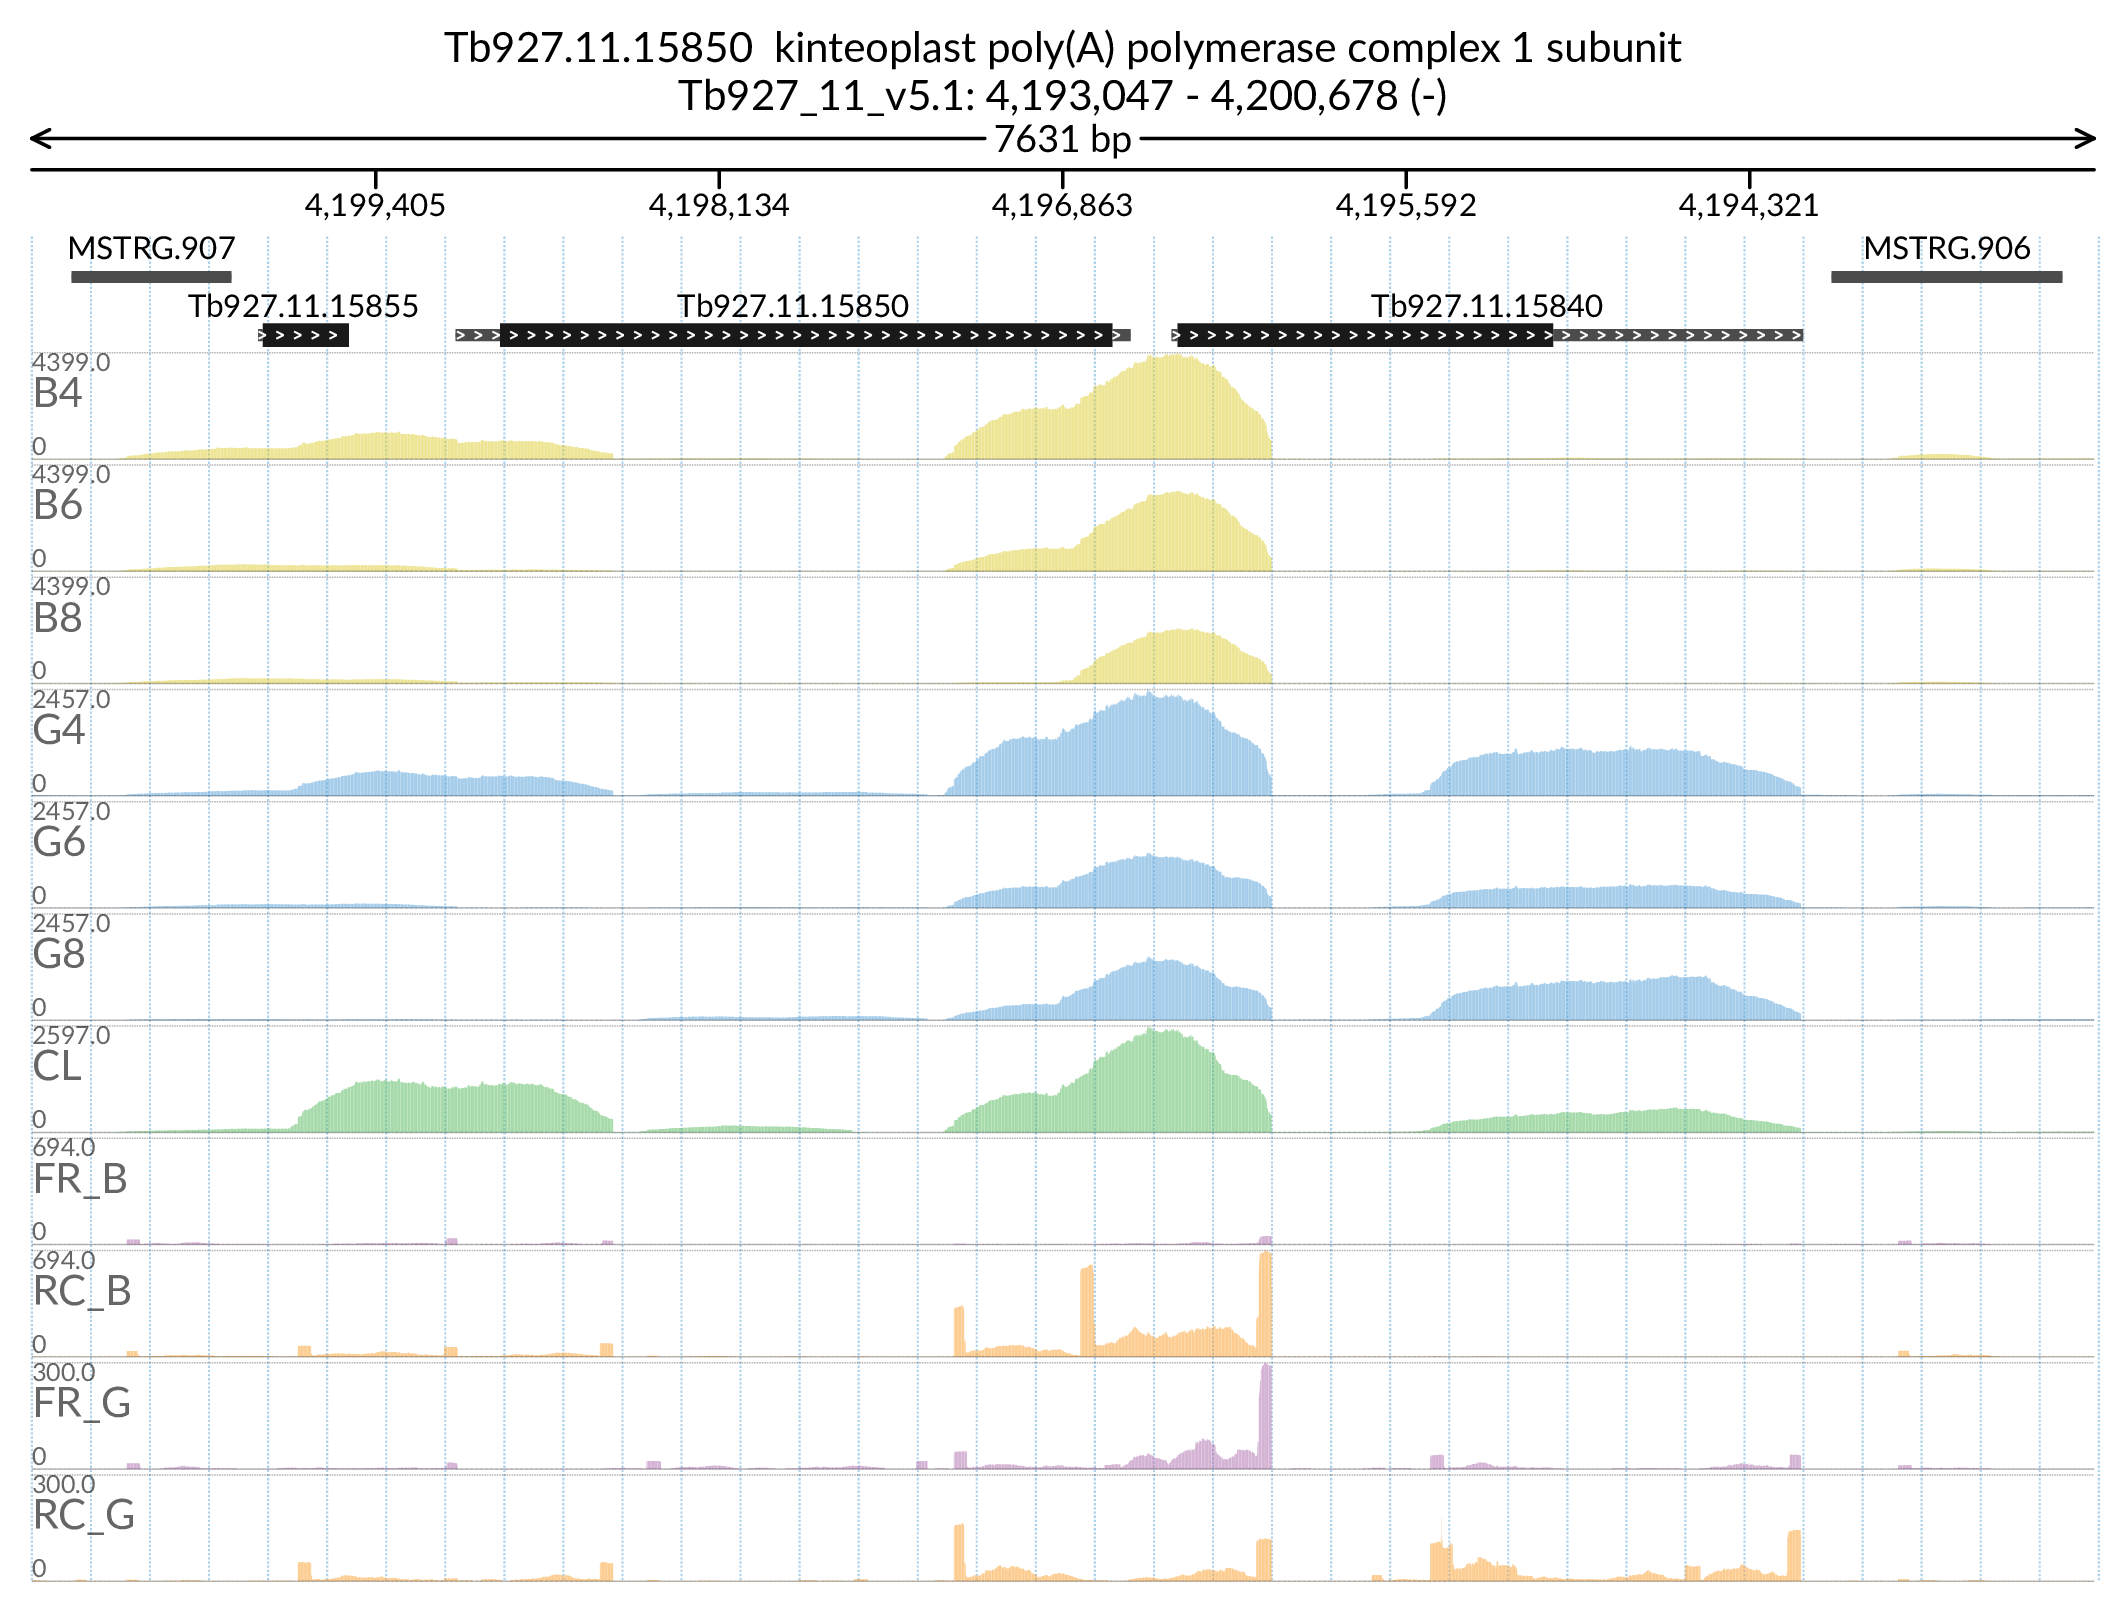 Tb927.11.15850 kinteoplast poly(A) polymerase complex 1 subunit
Tb927_11_v5.1: 4,193,047 - 4,200,678 (-)
7631 bp
4,199,405 4,198,134 4,196,863 4,195,592 4,194,321
MSTRG.907 MSTRG.906
Tb927.11.15855 Tb927.11.15850 Tb927.11.15840
4399.0
B4
0
4399.0
B6
0
4399.0
B8
0
2457.0
G4
0
2457.0
G6
0
2457.0
G8
0
2597.0
CL
0
694.0
FR_B
0
694.0
RC_B
0
300.0
FR_G
0
300.0
RC_G
0